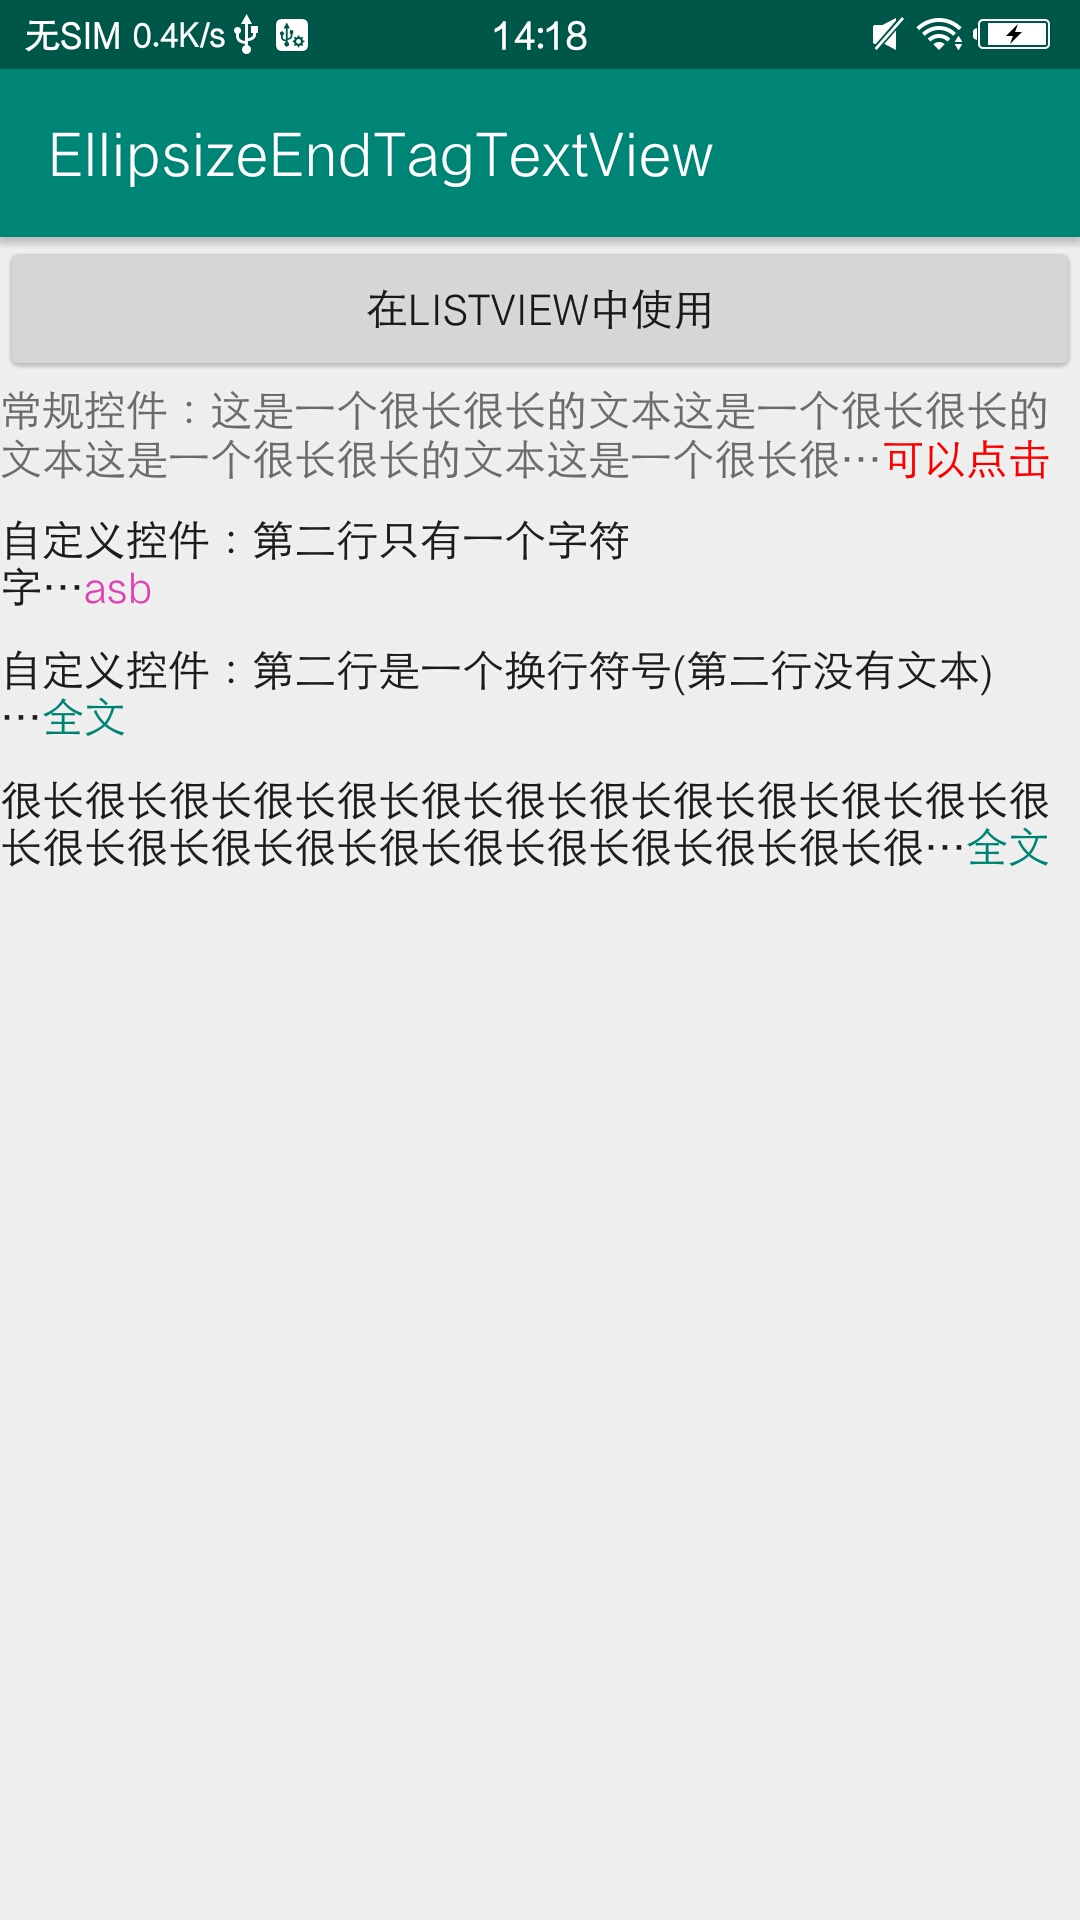 无SIM 0.4K/s 14:18
EllipsizeEndTagTextView
在LISTVIEW中使用
常规控件：这是一个很长很长的文本这是一个很长很长的
文本这是一个很长很长的文本这是一个很长很…可以点击
自定义控件：第二行只有一个字符
字…asb
自定义控件：第二行是一个换行符号(第二行没有文本)
…全文
很长很长很长很长很长很长很长很长很长很长很长很长很
长很长很长很长很长很长很长很长很长很长很长很…全文